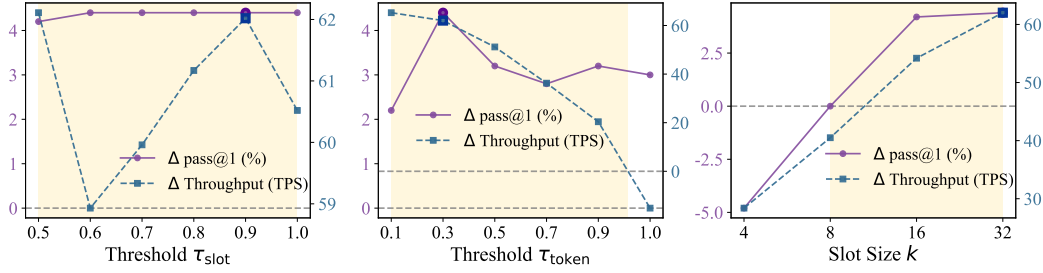 4
3
2
1
0
62
61
60
59
Δ pass@1 (%)
Δ Throughput (TPS)
0.5 0.6 0.7 0.8 0.9 1.0
Threshold τ_slot
4
3
2
1
0
60
40
20
0
Δ pass@1 (%)
Δ Throughput (TPS)
0.1 0.3 0.5 0.7 0.9 1.0
Threshold τ_token
2.5
0.0
-2.5
-5.0
60
50
40
30
Δ pass@1 (%)
Δ Throughput (TPS)
4 8 16 32
Slot Size k